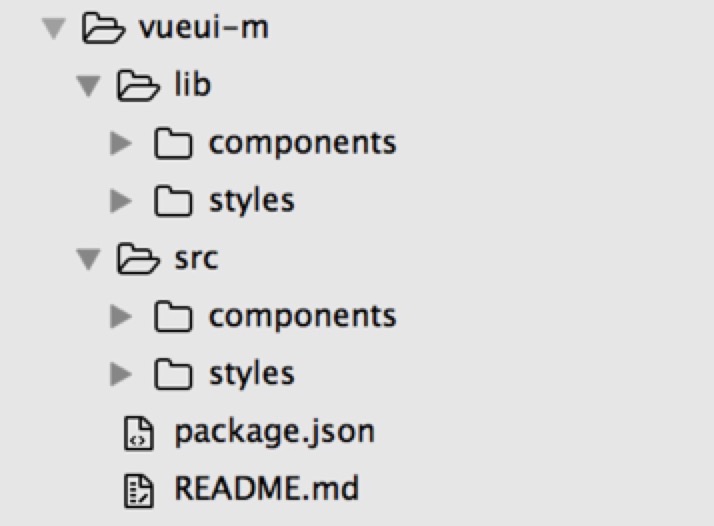 vueui-m
lib
components
styles
src
components
styles
package.json
README.md